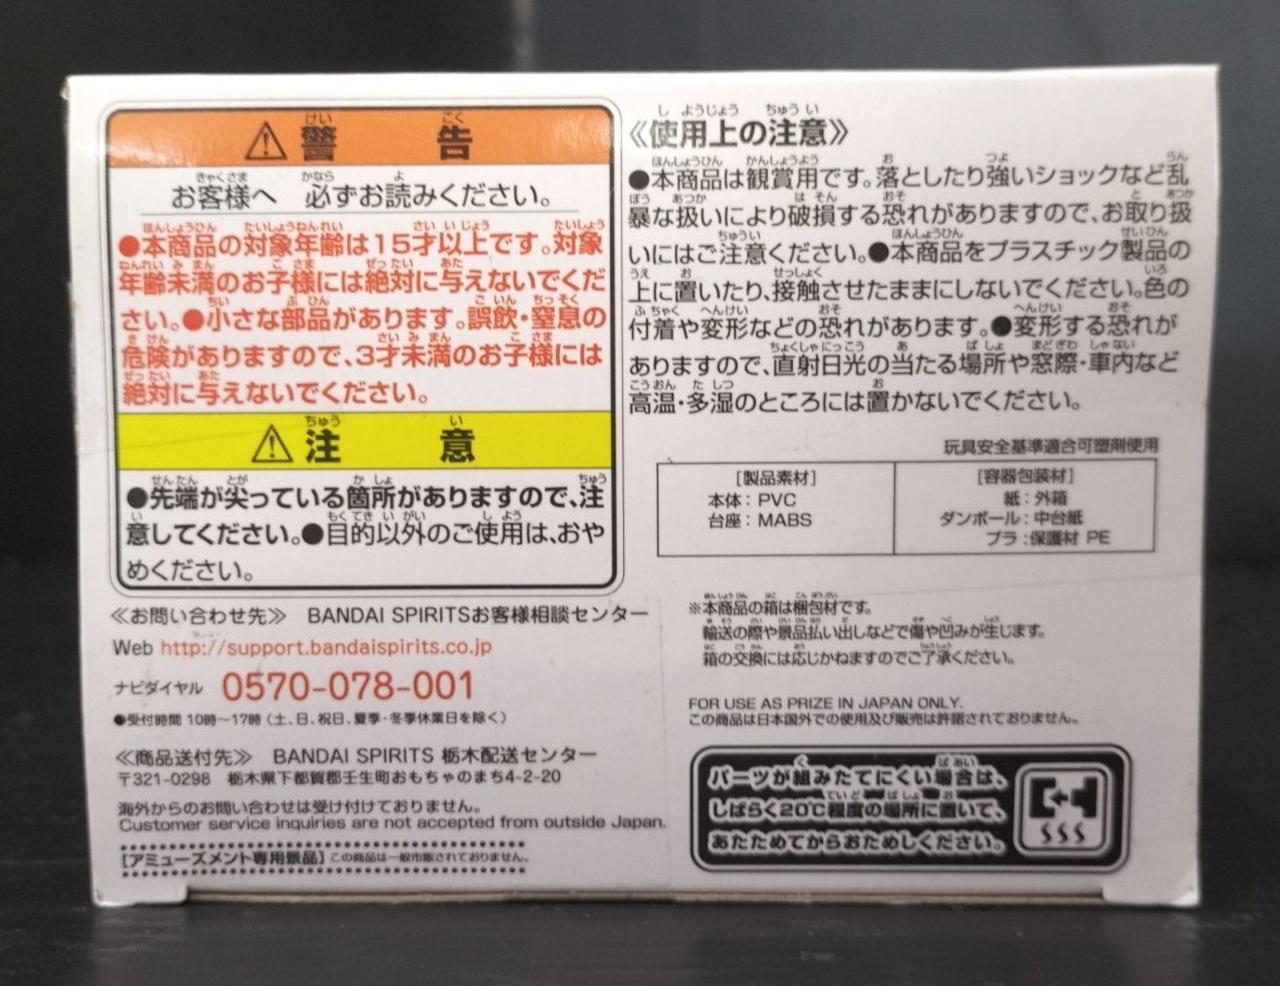 ⚠警告
お客様へ 必ずお読みください。
●本商品の対象年齢は15才以上です。対象
年齢未満のお子様には絶対に与えないでくだ
さい。●小さな部品があります。誤飲・窒息の
危険がありますので、3才未満のお子様には
絶対に与えないでください。
⚠注意
●先端が尖っている箇所がありますので、注
意してください。●目的以外のご使用は、おや
めください。
≪お問い合わせ先≫ BANDAI SPIRITSお客様相談センター
Web http://support.bandaispirits.co.jp
ナビダイヤル 0570-078-001
●受付時間 10時〜17時(土、日、祝日、夏季・冬季休業日を除く)
≪商品送付先≫ BANDAI SPIRITS 栃木配送センター
〒321-0298 栃木県下都賀郡壬生町おもちゃのまち4-2-20
海外からのお問い合わせは受け付けておりません。
Customer service inquiries are not accepted from outside Japan.
[アミューズメント専用景品] この商品は一般市販されておりません。
≪使用上の注意≫
●本商品は観賞用です。落としたり強いショックなど乱
暴な扱いにより破損する恐れがありますので、お取り扱
いにはご注意ください。●本商品をプラスチック製品の
上に置いたり、接触させたままにしないでください。色の
付着や変形などの恐れがあります。●変形する恐れが
ありますので、直射日光の当たる場所や窓際・車内など
高温・多湿のところには置かないでください。
玩具安全基準適合可塑剤使用
[製品素材]
本体:PVC
台座:MABS
[容器包装材]
紙:外箱
ダンボール:中台紙
プラ:保護材 PE
※本商品の箱は梱包材です。
輸送の際や景品払い出しなどで傷や凹みが生じます。
箱の交換には応じかねますのでご了承ください。
FOR USE AS PRIZE IN JAPAN ONLY.
この商品は日本国外での使用及び販売は許諾されておりません。
パーツが組みたてにくい場合は、
しばらく20℃程度の場所に置いて、
あたためてからおためしください。